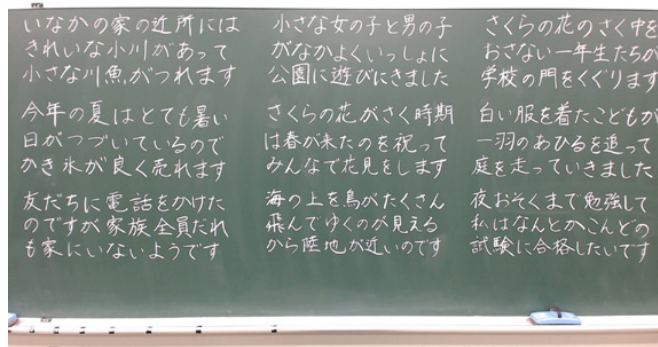 いなかの家の近所には
きれいな小川があって
小さな川魚がつれます
今年の夏はとても暑い
日がつづいているので
かき氷が良く売れます
友だちに電話をかけた
のですが家族全員だれ
も家にいないようです
小さな女の子と男の子
がなかよくいっしょに
公園に遊びにきました
さくらの花がさく時期
は春が来たのを祝って
みんなで花見をします
海の上を鳥がたくさん
飛んでゆくのが見える
から陸地が近いのです
さくらの花のさく中を
おさない一年生たちが
学校の門をくぐります
白い服を着たこどもが
一羽のあひるを追って
庭を走っていきました
夜おそくまで勉強して
私はなんとかこんどの
試験に合格したいです